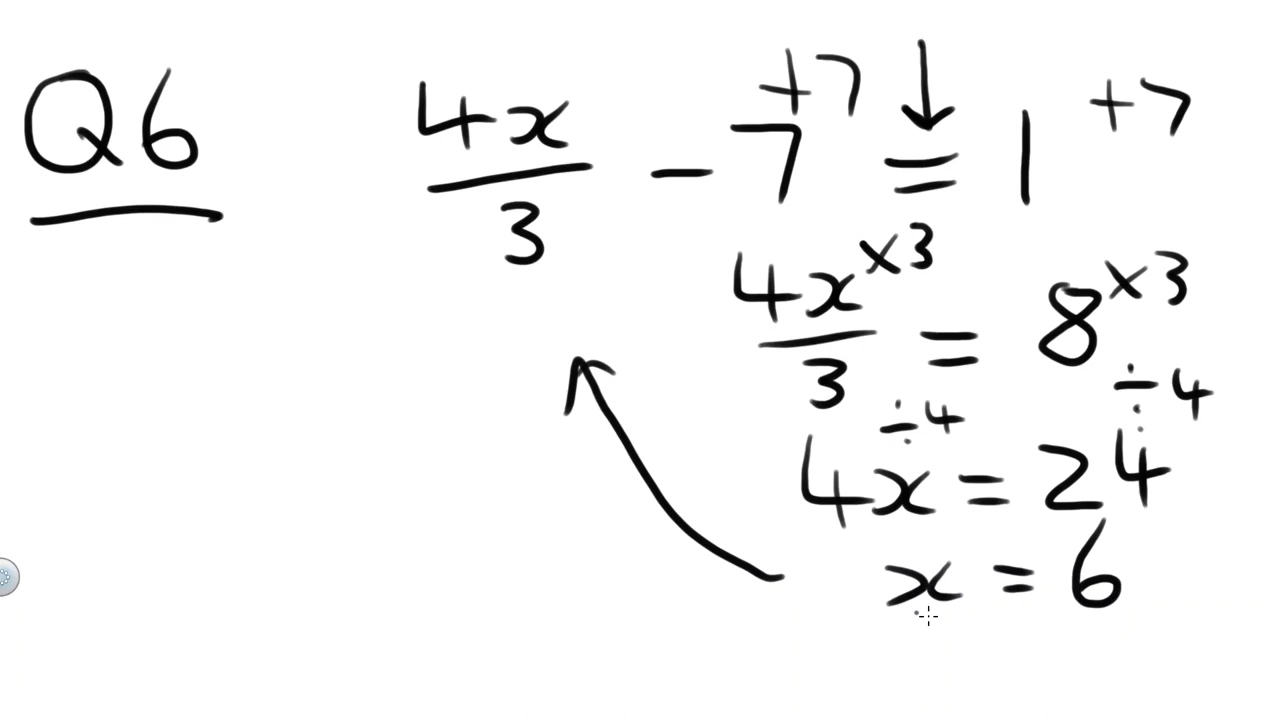 Q6
+7 ↓ +7
4x/3 - 7 = 1
×3 ×3
4x/3 = 8
÷4 ÷4
4x = 24
x = 6